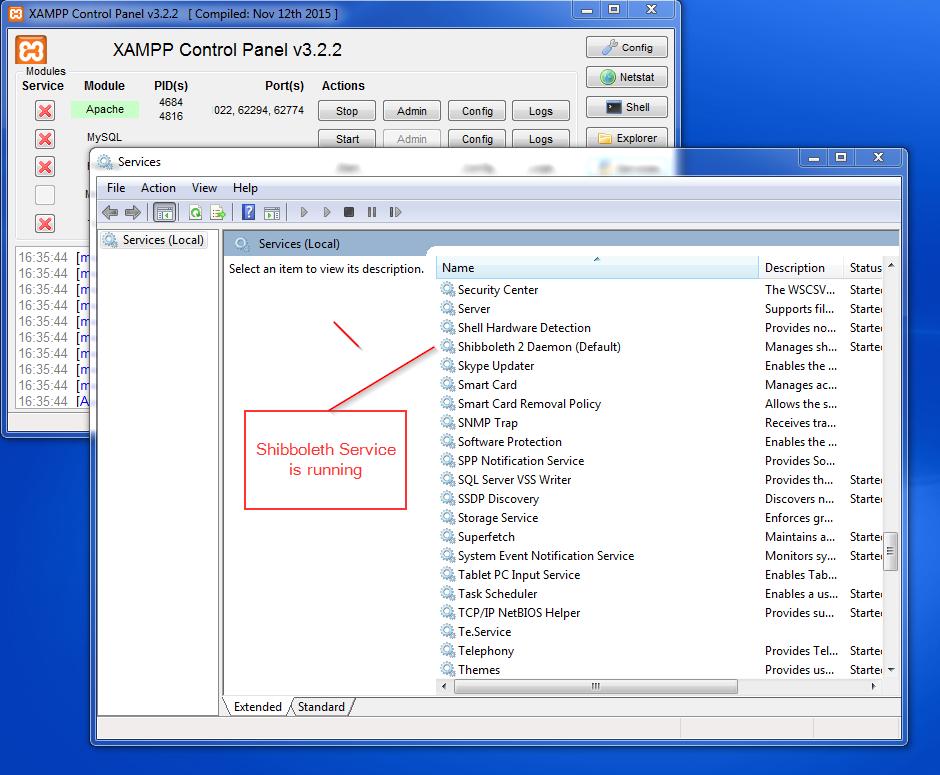 XAMPP Control Panel v3.2.2 [ Compiled: Nov 12th 2015 ]
XAMPP Control Panel v3.2.2
Config
Modules
Service Module PID(s) Port(s) Actions
Netstat
Apache 4684 4816 022, 62294, 62774 Stop Admin Config Logs
Shell
MySQL Start Admin Config Logs
Explorer
16:35:44 [m
16:35:44 [m
16:35:44 [m
16:35:44 [m
16:35:44 [m
16:35:44 [m
16:35:44 [m
16:35:44 [m
16:35:44 [m
16:35:44 [A
Services
File Action View Help
Services (Local)
Services (Local)
Select an item to view its description.
Name Description Status
Security Center The WSCSV... Starte
Server Supports fil... Starte
Shell Hardware Detection Provides no... Starte
Shibboleth 2 Daemon (Default) Manages sh... Starte
Skype Updater Enables the ...
Smart Card Manages ac...
Smart Card Removal Policy Allows the s...
SNMP Trap Receives tra...
Software Protection Enables the ...
SPP Notification Service Provides So...
SQL Server VSS Writer Provides th... Starte
SSDP Discovery Discovers n... Starte
Storage Service Enforces gr...
Superfetch Maintains a... Starte
System Event Notification Service Monitors sy... Starte
Tablet PC Input Service Enables Tab...
Task Scheduler Enables a us... Starte
TCP/IP NetBIOS Helper Provides su... Starte
Te.Service
Telephony Provides Tel... Starte
Themes Provides us... Starte
Shibboleth Service
is running
Extended Standard